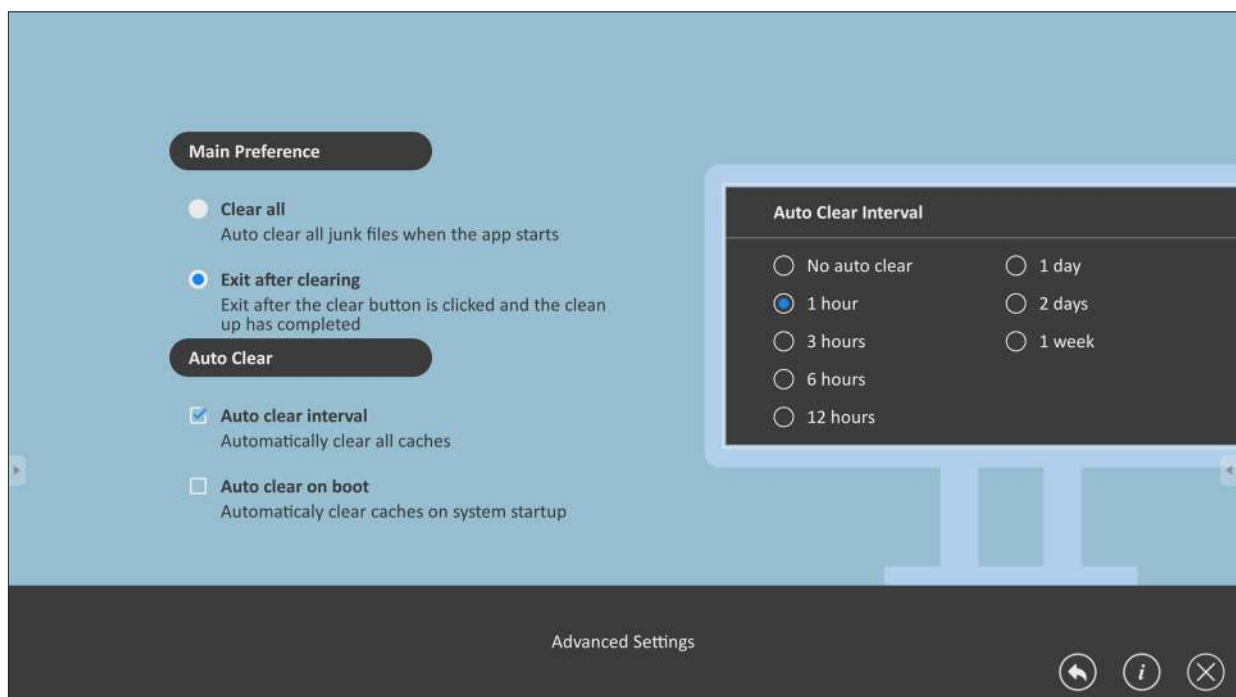 Main Preference
Clear all
Auto clear all junk files when the app starts
Exit after clearing
Exit after the clear button is clicked and the clean
up has completed
Auto Clear
Auto clear interval
Automatically clear all caches
Auto clear on boot
Automaticaly clear caches on system startup
Auto Clear Interval
No auto clear
1 hour
3 hours
6 hours
12 hours
1 day
2 days
1 week
Advanced Settings
i